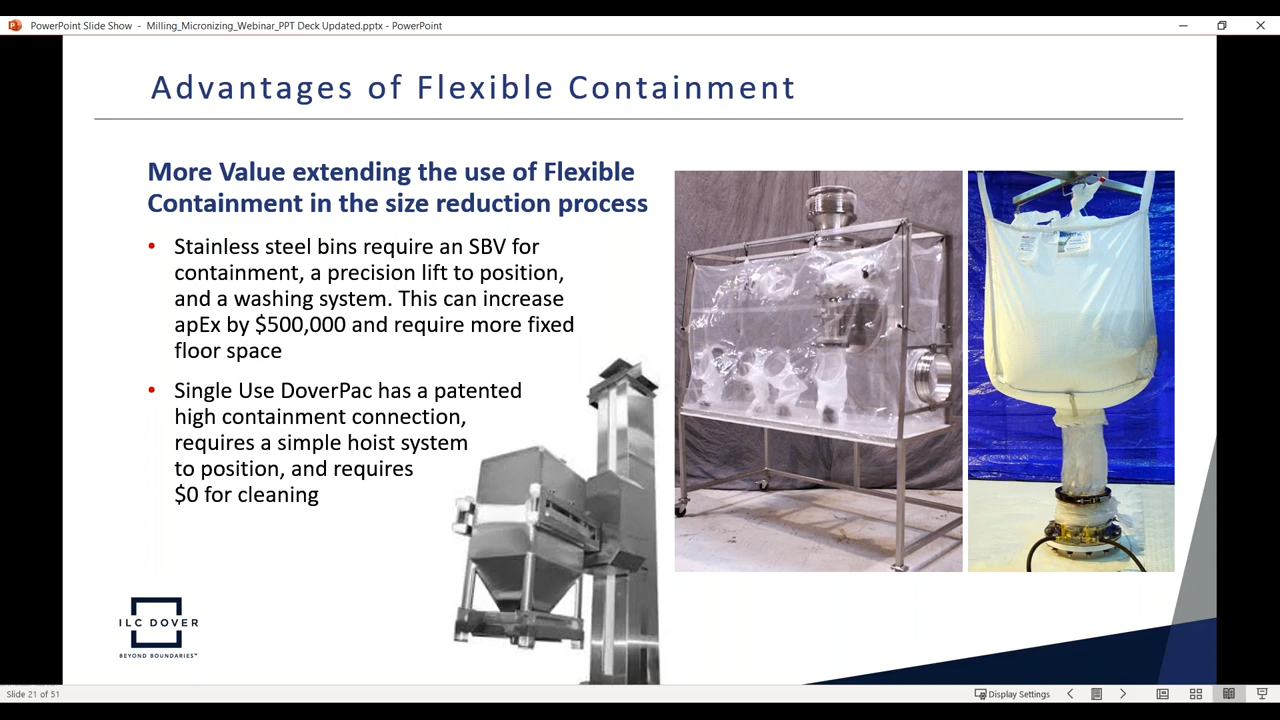 PowerPoint Slide Show - Milling_Micronizing_Webinar_PPT Deck Updated.pptx - PowerPoint
Advantages of Flexible Containment
More Value extending the use of Flexible
Containment in the size reduction process
• Stainless steel bins require an SBV for
containment, a precision lift to position,
and a washing system. This can increase
apEx by $500,000 and require more fixed
floor space
• Single Use DoverPac has a patented
high containment connection,
requires a simple hoist system
to position, and requires
$0 for cleaning
ILC DOVER
BEYOND BOUNDARIES™
Slide 21 of 51
Display Settings